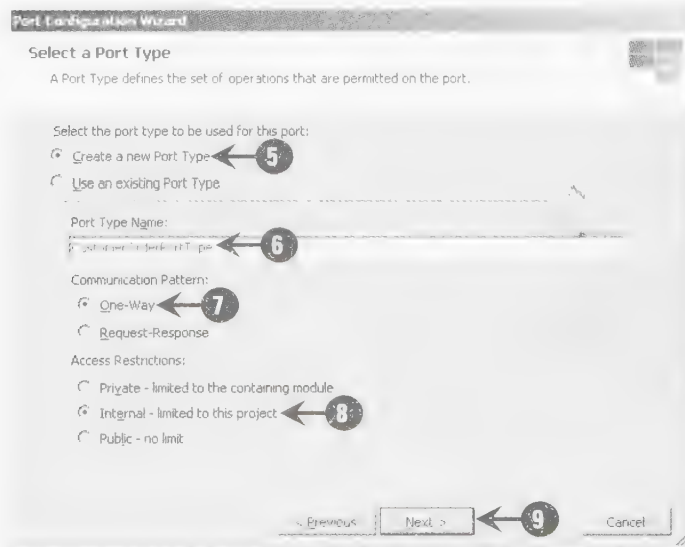 Port Configuration Wizard
Select a Port Type
A Port Type defines the set of operations that are permitted on the port.
Select the port type to be used for this port:
Create a new Port Type 5
Use an existing Port Type
Port Type Name:
6
Communication Pattern:
One-Way 7
Request-Response
Access Restrictions:
Private - limited to the containing module
Internal - limited to this project 8
Public - no limit
< Previous Next > 9 Cancel